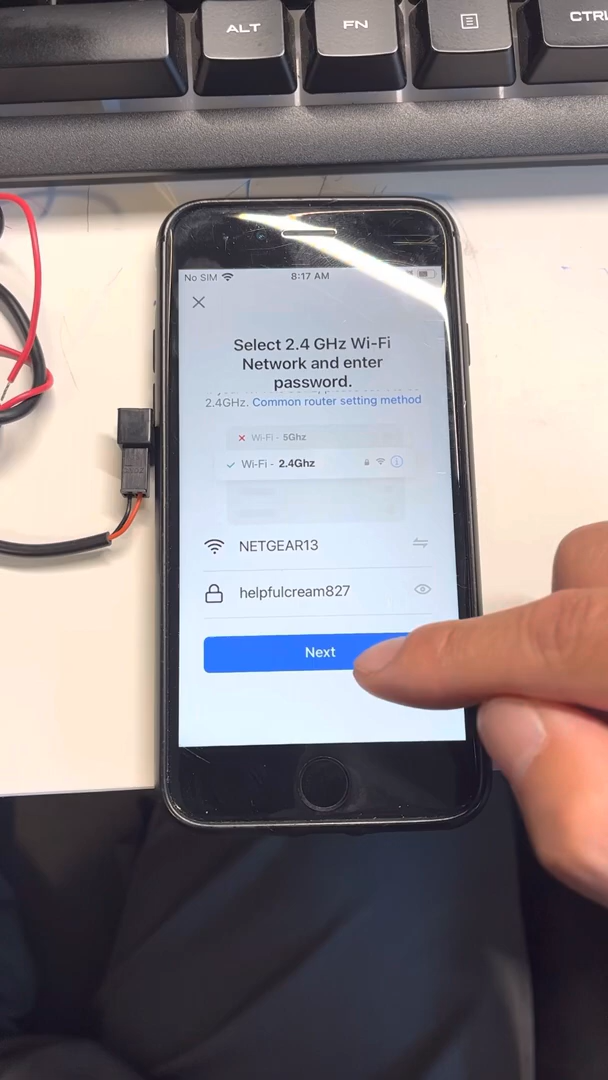 ALT
FN
CTRL
No SIM
8:17 AM
Select 2.4 GHz Wi-Fi
Network and enter
password.
2.4GHz. Common router setting method
Wi-Fi - 5Ghz
Wi-Fi - 2.4Ghz
NETGEAR13
helpfulcream827
Next